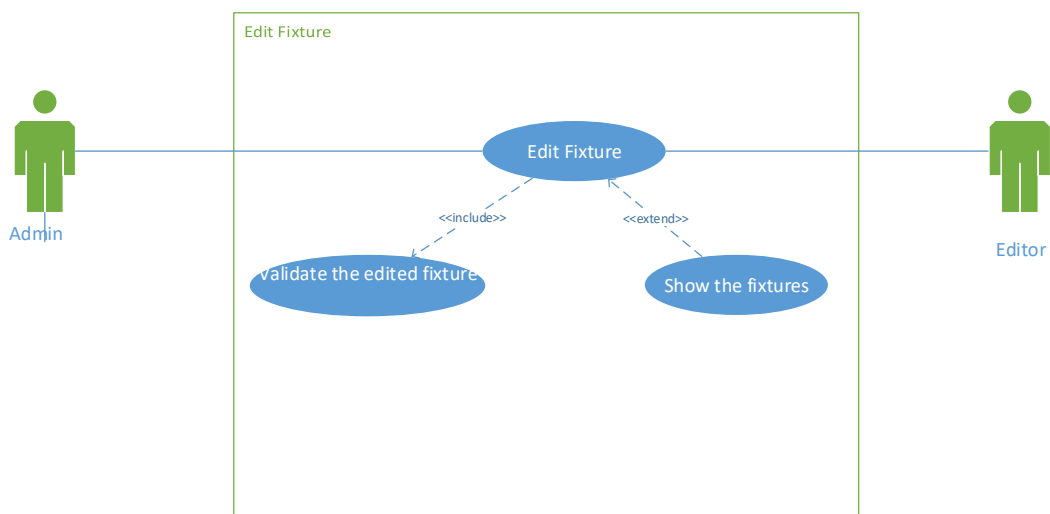 Edit Fixture
Edit Fixture
<<include>>
<<extend>>
Admin
Editor
Validate the edited fixture
Show the fixtures